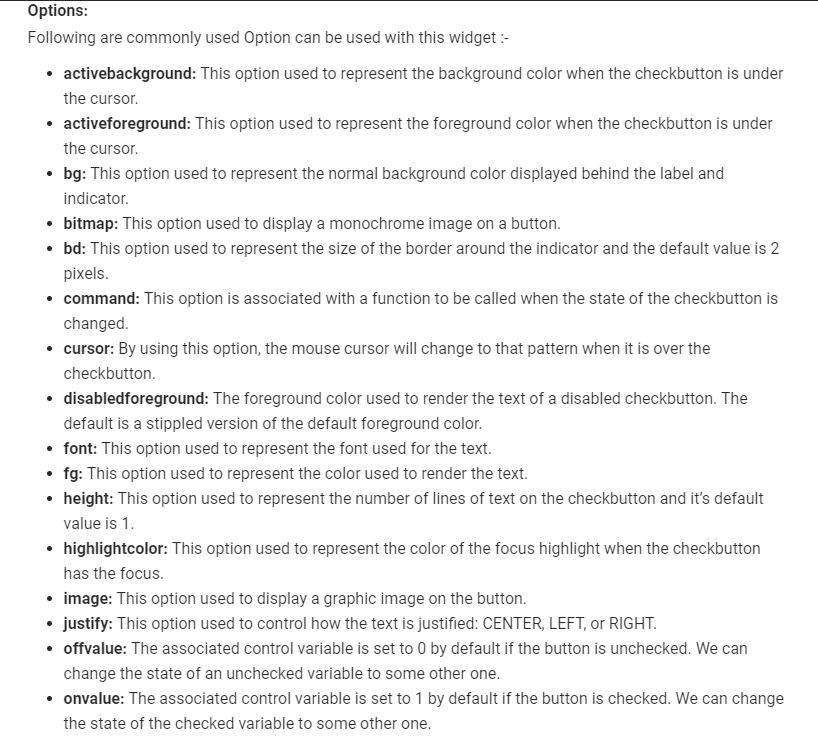 Options:
Following are commonly used Option can be used with this widget :-
• activebackground: This option used to represent the background color when the checkbutton is under
the cursor.
• activeforeground: This option used to represent the foreground color when the checkbutton is under
the cursor.
• bg: This option used to represent the normal background color displayed behind the label and
indicator.
• bitmap: This option used to display a monochrome image on a button.
• bd: This option used to represent the size of the border around the indicator and the default value is 2
pixels.
• command: This option is associated with a function to be called when the state of the checkbutton is
changed.
• cursor: By using this option, the mouse cursor will change to that pattern when it is over the
checkbutton.
• disabledforeground: The foreground color used to render the text of a disabled checkbutton. The
default is a stippled version of the default foreground color.
• font: This option used to represent the font used for the text.
• fg: This option used to represent the color used to render the text.
• height: This option used to represent the number of lines of text on the checkbutton and it’s default
value is 1.
• highlightcolor: This option used to represent the color of the focus highlight when the checkbutton
has the focus.
• image: This option used to display a graphic image on the button.
• justify: This option used to control how the text is justified: CENTER, LEFT, or RIGHT.
• offvalue: The associated control variable is set to 0 by default if the button is unchecked. We can
change the state of an unchecked variable to some other one.
• onvalue: The associated control variable is set to 1 by default if the button is checked. We can change
the state of the checked variable to some other one.